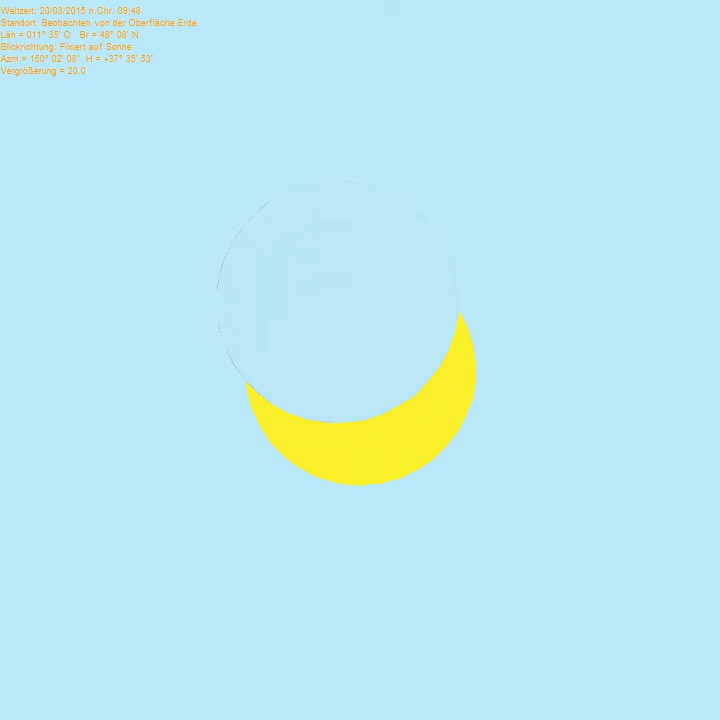 Weltzeit: 20/03/2015 n.Chr. 09:48
Standort: Beobachten von der Oberfläche Erde
Län = 011° 35' O   Br = 48° 08' N
Blickrichtung: Fixiert auf Sonne
Azm = 150° 02' 08"  H = +37° 35' 53"
Vergrößerung = 20.0